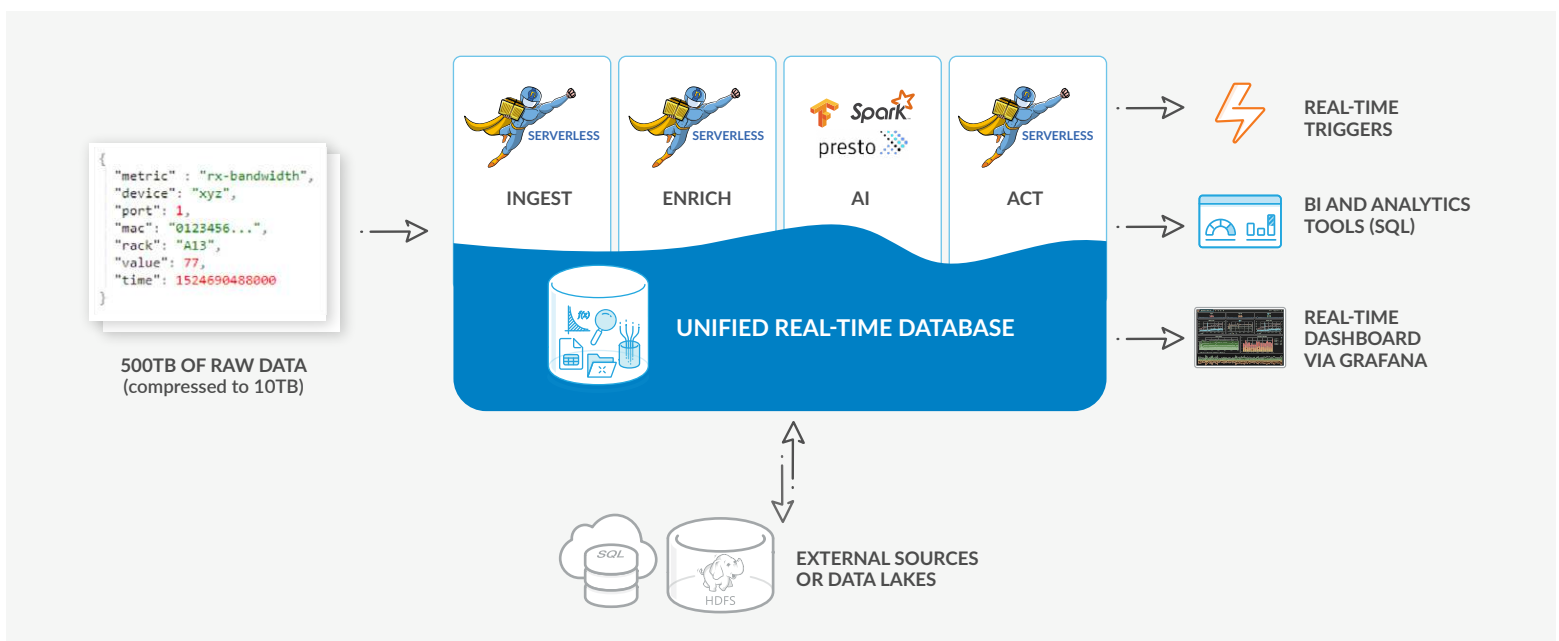 {
"metric" : "rx-bandwidth",
"device": "xyz",
"port": 1,
"mac": "0123456...",
"rack": "A13",
"value": 77,
"time": 1524690488000
}
500TB OF RAW DATA
(compressed to 10TB)
SERVERLESS
INGEST
SERVERLESS
ENRICH
Spark
presto
AI
SERVERLESS
ACT
f(x)
UNIFIED REAL-TIME DATABASE
REAL-TIME
TRIGGERS
BI AND ANALYTICS
TOOLS (SQL)
REAL-TIME
DASHBOARD
VIA GRAFANA
SQL
HDFS
EXTERNAL SOURCES
OR DATA LAKES